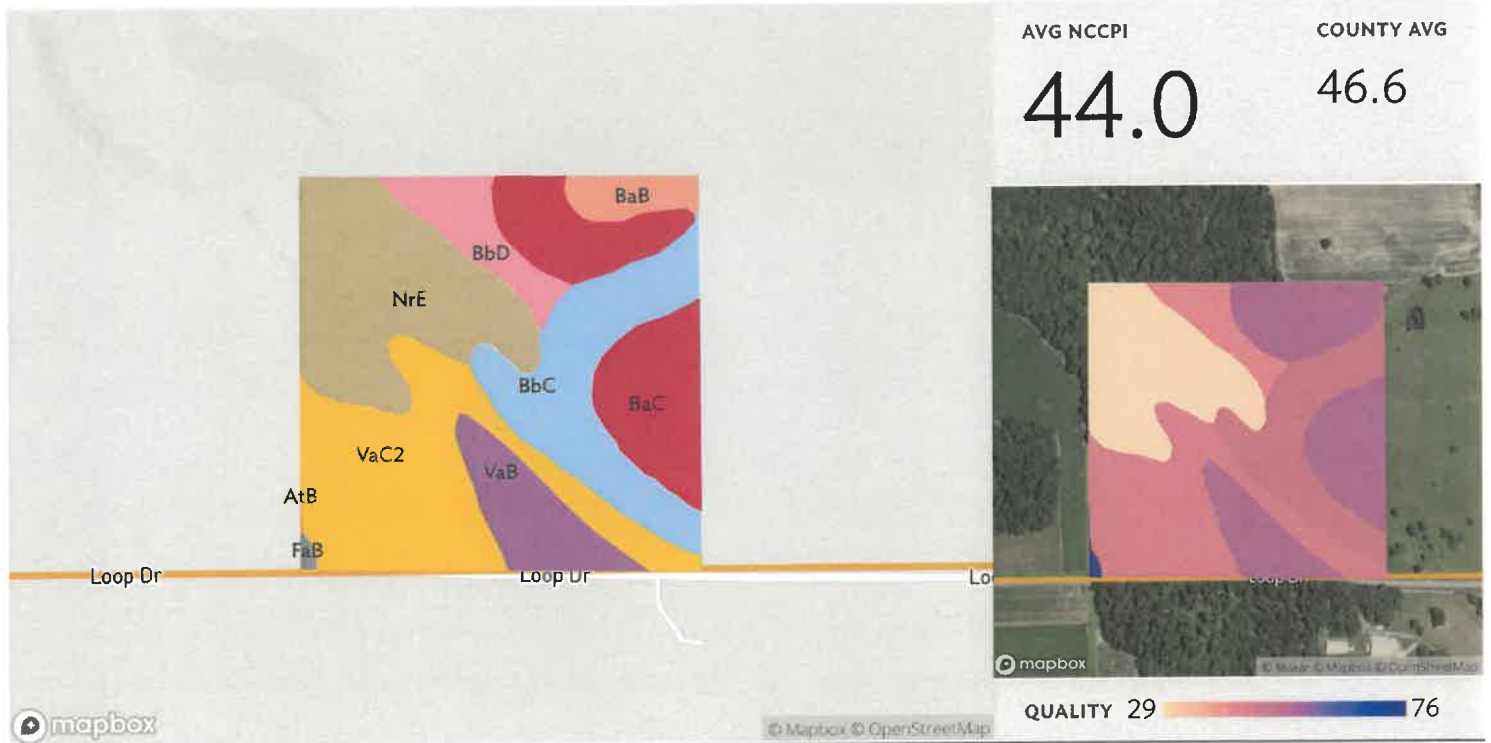 AVG NCCPI
COUNTY AVG
44.0
46.6
BaB
BbD
NrE
BbC
BaC
VaC2
VaB
AtB
FaB
Loop Dr
Loop Dr
Lo
mapbox
© Mapbox © OpenStreetMap
mapbox
© Mapbox © OpenStreetMap
QUALITY 29 76